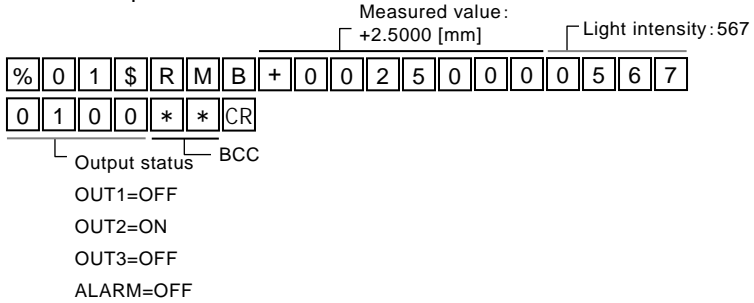 Measured value:
+2.5000 [mm]
Light intensity:567
%01$RMB+00250000567
0100**CR
Output status
BCC
OUT1=OFF
OUT2=ON
OUT3=OFF
ALARM=OFF